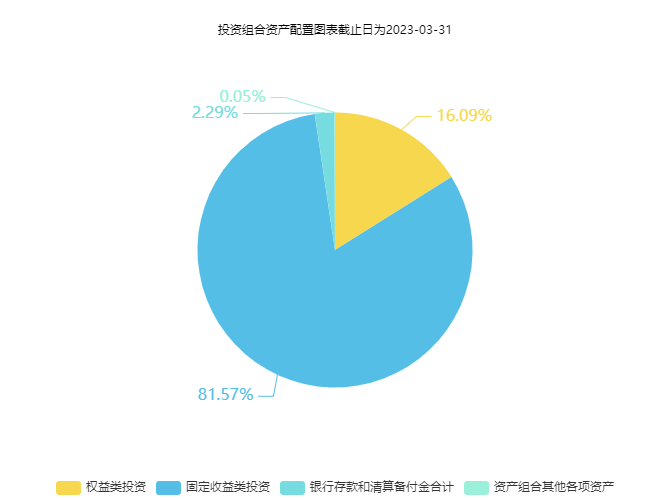 投资组合资产配置图表截止日为2023-03-31
0.05%
2.29%
16.09%
81.57%
权益类投资
固定收益类投资
银行存款和清算备付金合计
资产组合其他各项资产